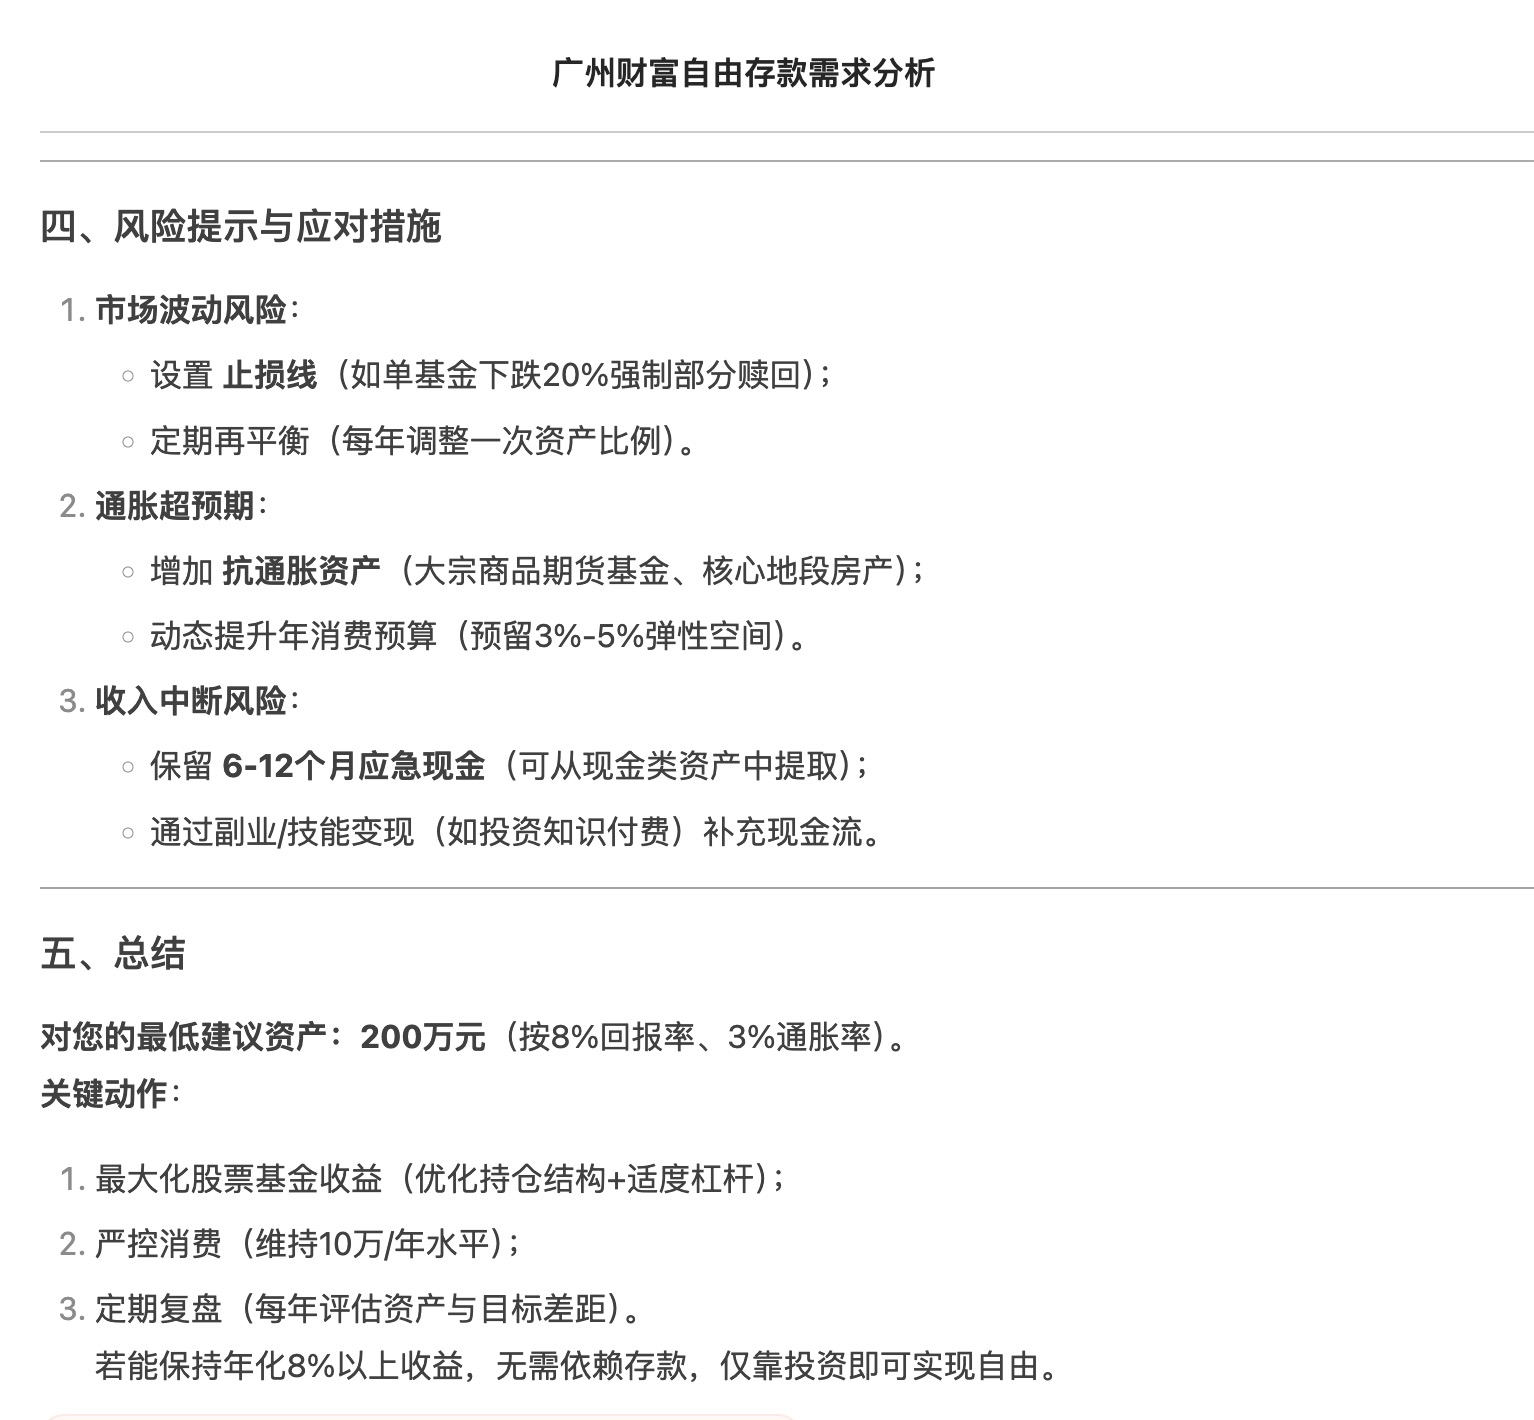 广州财富自由存款需求分析
四、风险提示与应对措施
1. 市场波动风险：
设置 止损线（如单基金下跌20%强制部分赎回）；
定期再平衡（每年调整一次资产比例）。
2. 通胀超预期：
增加 抗通胀资产（大宗商品期货基金、核心地段房产）；
动态提升年消费预算（预留3%-5%弹性空间）。
3. 收入中断风险：
保留 6-12个月应急现金（可从现金类资产中提取）；
通过副业/技能变现（如投资知识付费）补充现金流。
五、总结
对您的最低建议资产：200万元（按8%回报率、3%通胀率）。
关键动作：
1. 最大化股票基金收益（优化持仓结构+适度杠杆）；
2. 严控消费（维持10万/年水平）；
3. 定期复盘（每年评估资产与目标差距）。
若能保持年化8%以上收益，无需依赖存款，仅靠投资即可实现自由。